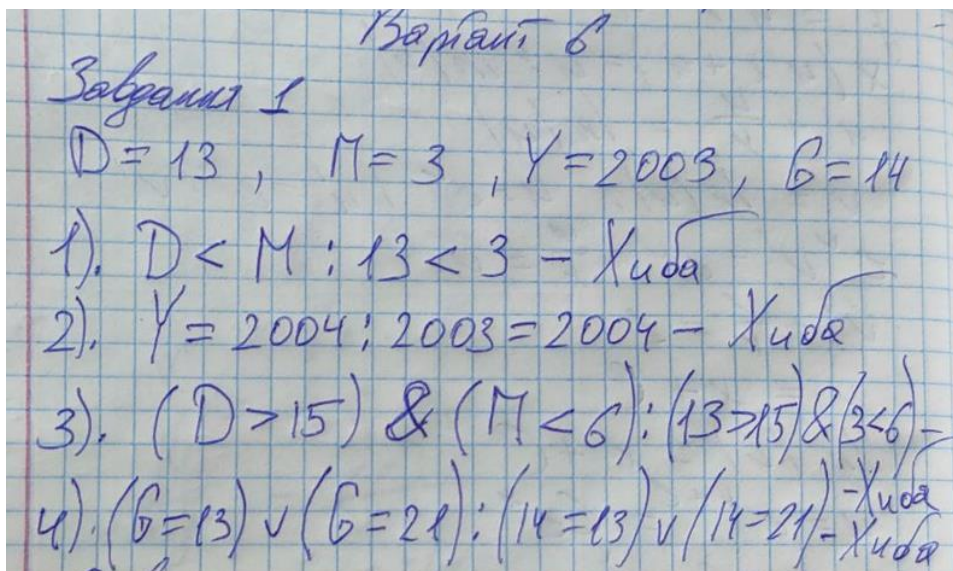 Варіант 6
Завдання 1
D = 13 , М = 3 , Y = 2003 , G = 14
1). D < М : 13 < 3 – Хиба
2). Y = 2004 : 2003 = 2004 – Хиба
3). (D > 15) & (М < 6) : (13 > 15) & (3 < 6) –
– Хиба
4). (G = 13) v (G = 21) : (14 = 13) v (14 = 21) – Хиба